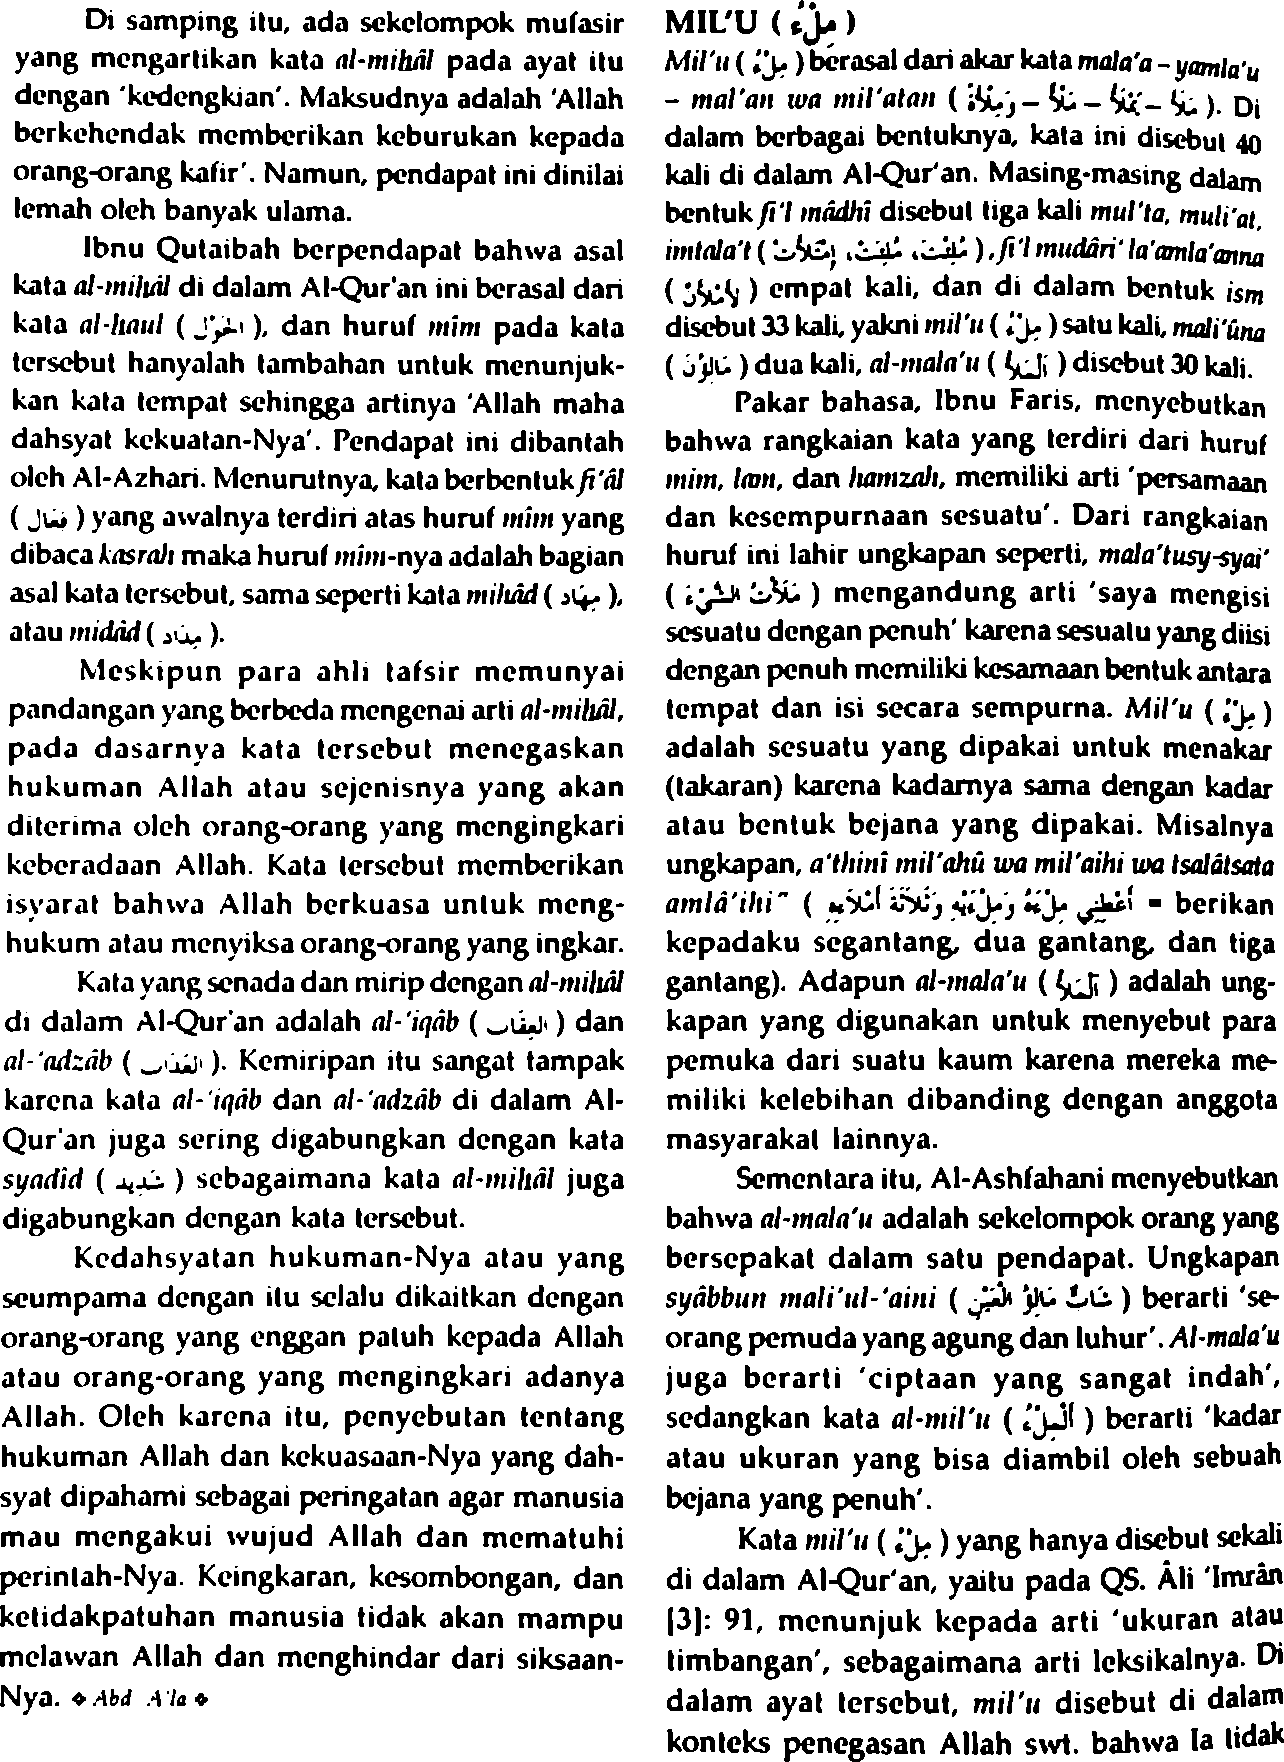 Di samping itu, ada sekelompok mufasir
yang mengartikan kata al-mihâl pada ayat itu
dengan 'kedengkian'. Maksudnya adalah 'Allah
berkehendak memberikan keburukan kepada
orang-orang kafir'. Namun, pendapat ini dinilai
lemah oleh banyak ulama.
Ibnu Qutaibah berpendapat bahwa asal
kata al-mihâl di dalam Al-Qur'an ini berasal dari
kata al-haul ( الحَوْل ), dan huruf mîm pada kata
tersebut hanyalah tambahan untuk menunjuk-
kan kata tempat sehingga artinya 'Allah maha
dahsyat kekuatan-Nya'. Pendapat ini dibantah
oleh Al-Azhari. Menurutnya, kata berbentuk fi'âl
( فِعَال ) yang awalnya terdiri atas huruf mîm yang
dibaca kasrah maka huruf mîm-nya adalah bagian
asal kata tersebut, sama seperti kata mihâd ( مِهَاد ),
atau midâd ( مِدَاد ).
Meskipun para ahli tafsir memunyai
pandangan yang berbeda mengenai arti al-mihâl,
pada dasarnya kata tersebut menegaskan
hukuman Allah atau sejenisnya yang akan
diterima oleh orang-orang yang mengingkari
keberadaan Allah. Kata tersebut memberikan
isyarat bahwa Allah berkuasa untuk meng-
hukum atau menyiksa orang-orang yang ingkar.
Kata yang senada dan mirip dengan al-mihâl
di dalam Al-Qur'an adalah al-'iqâb ( العِقَاب ) dan
al-'adzâb ( العَذَاب ). Kemiripan itu sangat tampak
karena kata al-'iqâb dan al-'adzâb di dalam Al-
Qur'an juga sering digabungkan dengan kata
syadîd ( شَدِيد ) sebagaimana kata al-mihâl juga
digabungkan dengan kata tersebut.
Kedahsyatan hukuman-Nya atau yang
seumpama dengan itu selalu dikaitkan dengan
orang-orang yang enggan patuh kepada Allah
atau orang-orang yang mengingkari adanya
Allah. Oleh karena itu, penyebutan tentang
hukuman Allah dan kekuasaan-Nya yang dah-
syat dipahami sebagai peringatan agar manusia
mau mengakui wujud Allah dan mematuhi
perintah-Nya. Keingkaran, kesombongan, dan
ketidakpatuhan manusia tidak akan mampu
melawan Allah dan menghindar dari siksaan-
Nya. ❖ Abd A'la ❖
MIL'U ( مِلْءُ )
Mil'u ( مِلْءُ ) berasal dari akar kata mala'a – yamla'u
– mal'an wa mil'atan ( مَلَأَ – يَمْلَأُ – مَلْأً – وَمِلْأَةً ). Di
dalam berbagai bentuknya, kata ini disebut 40
kali di dalam Al-Qur'an. Masing-masing dalam
bentuk fi'l mâdhî disebut tiga kali mul'ta, muli'at,
imtala't ( مُلِئْتَ، مُلِئَتْ، اِمْتَلَأْتِ ), fi'l mudâri' la'amla'anna
( لَأَمْلَأَنَّ ) empat kali, dan di dalam bentuk ism
disebut 33 kali, yakni mil'u ( مِلْءُ ) satu kali, mali'ûna
( مَالِؤُنَ ) dua kali, al-mala'u ( اَلْمَلَأُ ) disebut 30 kali.
Pakar bahasa, Ibnu Faris, menyebutkan
bahwa rangkaian kata yang terdiri dari huruf
mim, lam, dan hamzah, memiliki arti 'persamaan
dan kesempurnaan sesuatu'. Dari rangkaian
huruf ini lahir ungkapan seperti, mala'tusy-syai'
( مَلَأْتُ الشَّيْءَ ) mengandung arti 'saya mengisi
sesuatu dengan penuh' karena sesuatu yang diisi
dengan penuh memiliki kesamaan bentuk antara
tempat dan isi secara sempurna. Mil'u ( مِلْءُ )
adalah sesuatu yang dipakai untuk menakar
(takaran) karena kadarnya sama dengan kadar
atau bentuk bejana yang dipakai. Misalnya
ungkapan, a'thinî mil'ahû wa mil'aihi wa tsalâtsata
amlâ'ihi" ( أَعْطِنِي مِلْأَهُ وَمِلْأَيْهِ وَثَلَاثَةَ أَمْلَائِهِ = berikan
kepadaku segantang, dua gantang, dan tiga
gantang). Adapun al-mala'u ( اَلْمَلَأُ ) adalah ung-
kapan yang digunakan untuk menyebut para
pemuka dari suatu kaum karena mereka me-
miliki kelebihan dibanding dengan anggota
masyarakat lainnya.
Sementara itu, Al-Ashfahani menyebutkan
bahwa al-mala'u adalah sekelompok orang yang
bersepakat dalam satu pendapat. Ungkapan
syâbbun mali'ul-'aini ( شَابٌّ مَالِئُ الْعَيْنِ ) berarti 'se-
orang pemuda yang agung dan luhur'. Al-mala'u
juga berarti 'ciptaan yang sangat indah',
sedangkan kata al-mil'u ( اَلْمِلْءُ ) berarti 'kadar
atau ukuran yang bisa diambil oleh sebuah
bejana yang penuh'.
Kata mil'u ( مِلْءُ ) yang hanya disebut sekali
di dalam Al-Qur'an, yaitu pada QS. Âli 'Imrân
[3]: 91, menunjuk kepada arti 'ukuran atau
timbangan', sebagaimana arti leksikalnya. Di
dalam ayat tersebut, mil'u disebut di dalam
konteks penegasan Allah swt. bahwa Ia tidak